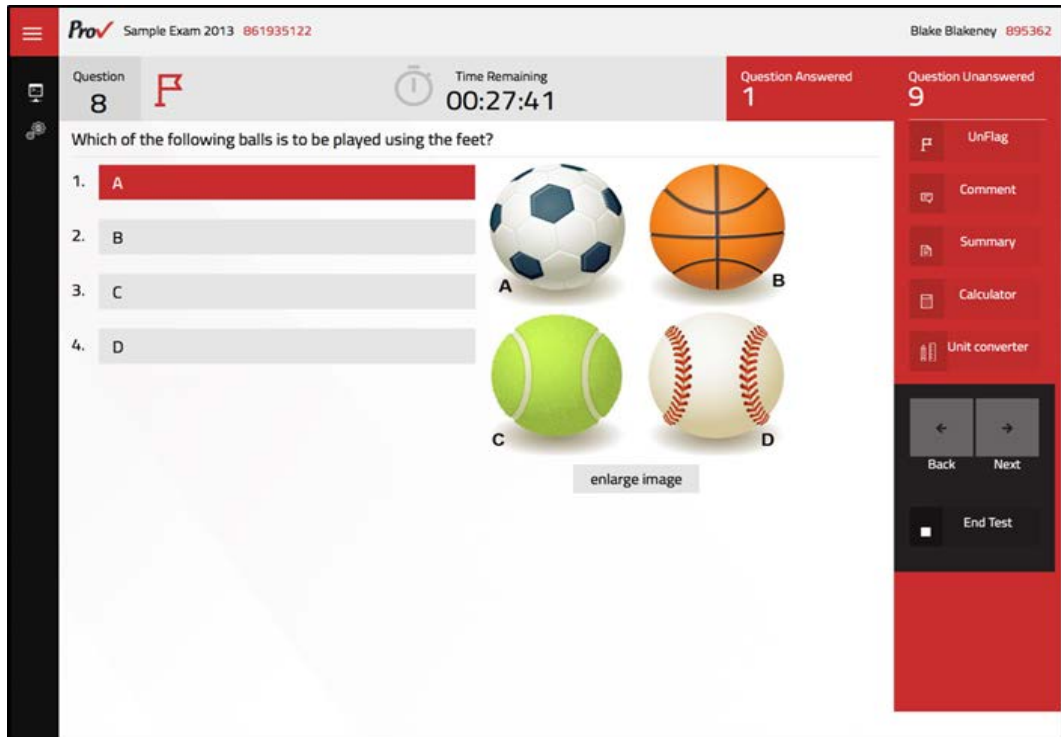 Prov Sample Exam 2013 861935122 Blake Blakeney 895362
Question
8
Time Remaining
00:27:41
Question Answered
1
Question Unanswered
9
Which of the following balls is to be played using the feet?
1. A
2. B
3. C
4. D
A
B
C
D
enlarge image
UnFlag
Comment
Summary
Calculator
Unit converter
Back Next
End Test